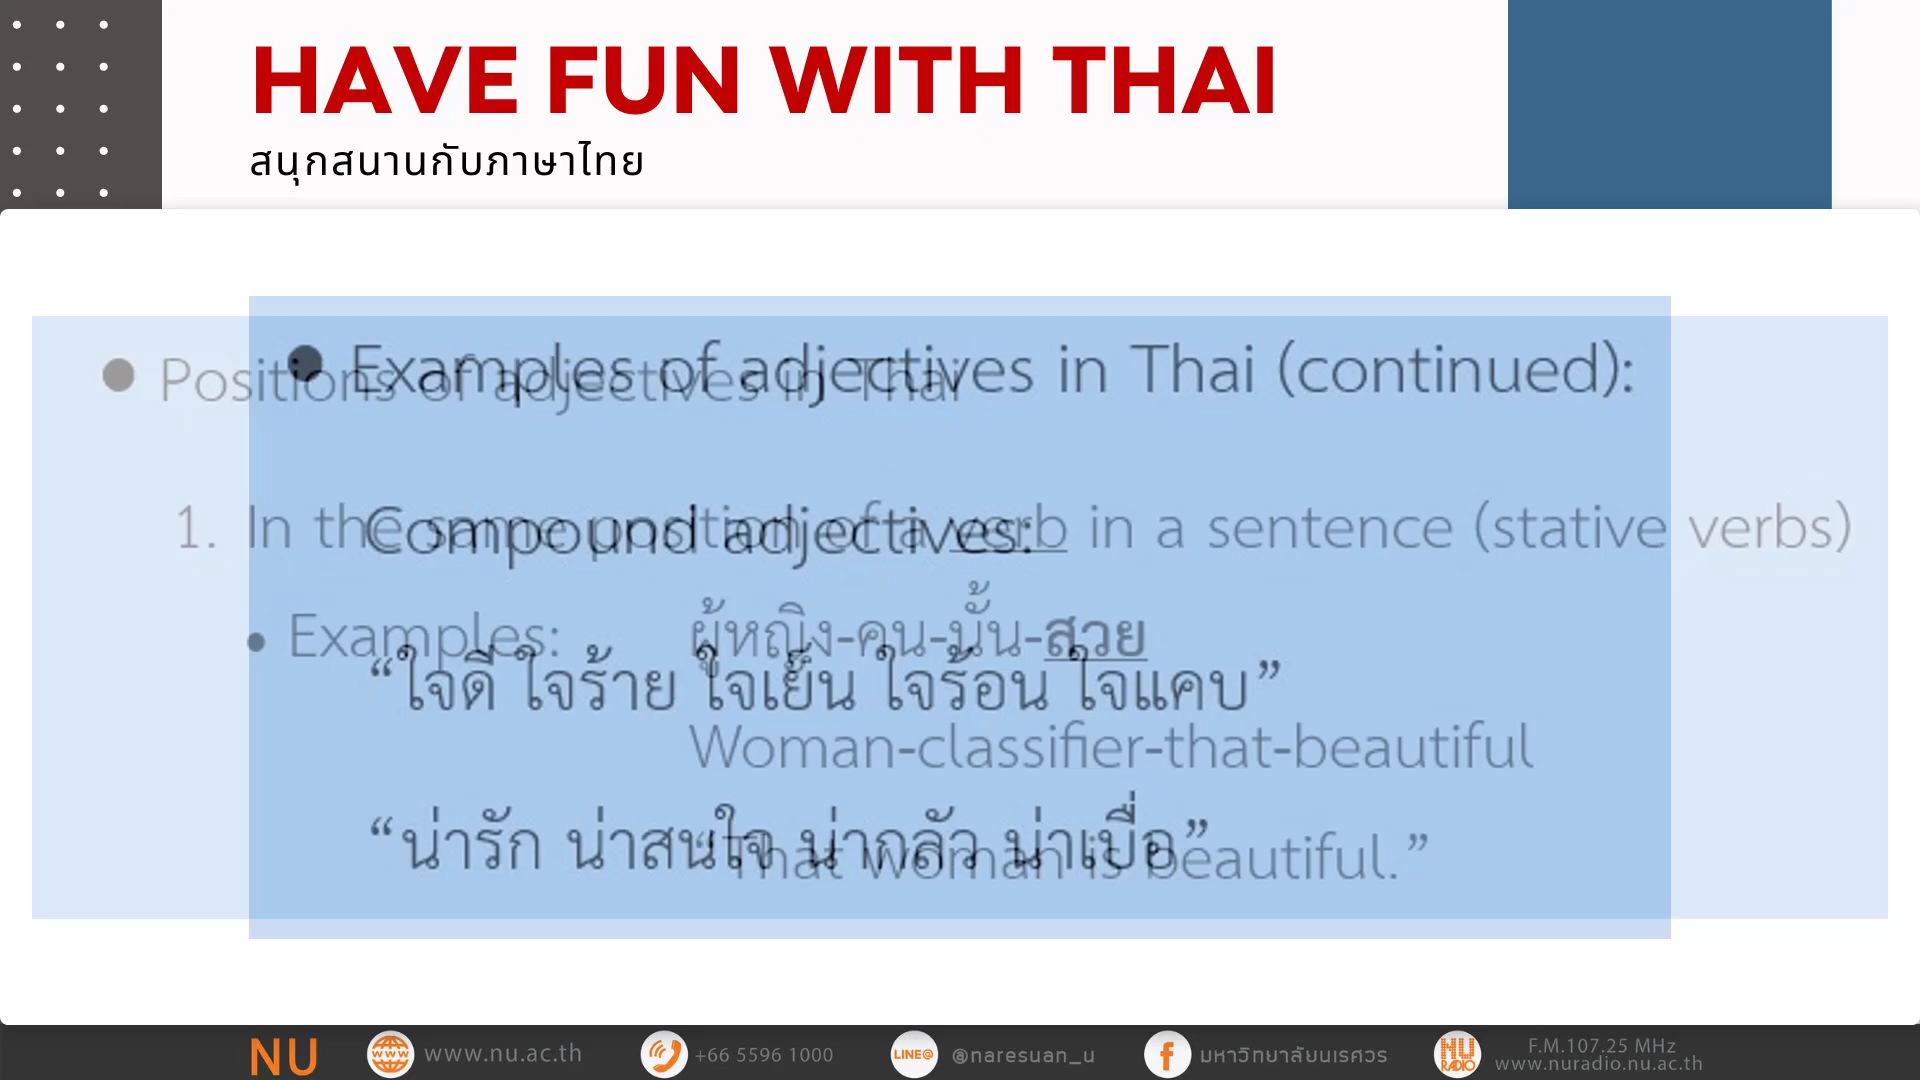 HAVE FUN WITH THAI
สนุกสนานกับภาษาไทย
Examples of adjectives in Thai (continued):
Positions of adjectives in Thai
Compound adjectives:
1. In the same position of a verb in a sentence (stative verbs)
Examples: ผู้หญิง-คน-นั้น-สวย
“ใจดี ใจร้าย ใจเย็น ใจร้อน ใจแคบ”
Woman-classifier-that-beautiful
“น่ารัก น่าสนใจ น่ากลัว น่าเบื่อ”
“That woman is beautiful.”
NU www.nu.ac.th +66 5596 1000 LINE@ @naresuan_u มหาวิทยาลัยนเรศวร NU RADIO F.M.107.25 MHz
www.nuradio.nu.ac.th